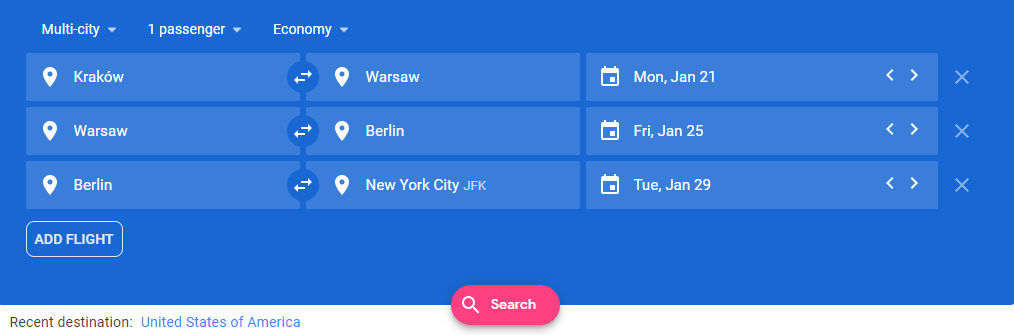 Multi-city 1 passenger Economy
Kraków Warsaw Mon, Jan 21
Warsaw Berlin Fri, Jan 25
Berlin New York City JFK Tue, Jan 29
ADD FLIGHT
Search
Recent destination: United States of America